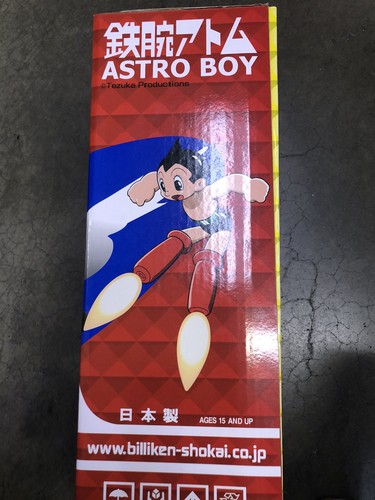 鉄腕アトム
ASTRO BOY
©Tezuka Productions
日本製
AGES 15 AND UP
www.billiken-shokai.co.jp